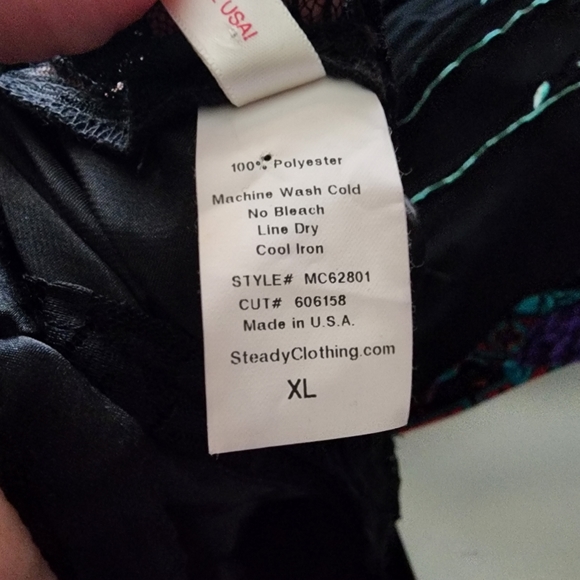 USA!
100% Polyester
Machine Wash Cold
No Bleach
Line Dry
Cool Iron
STYLE# MC62801
CUT# 606158
Made in U.S.A.
SteadyClothing.com
XL